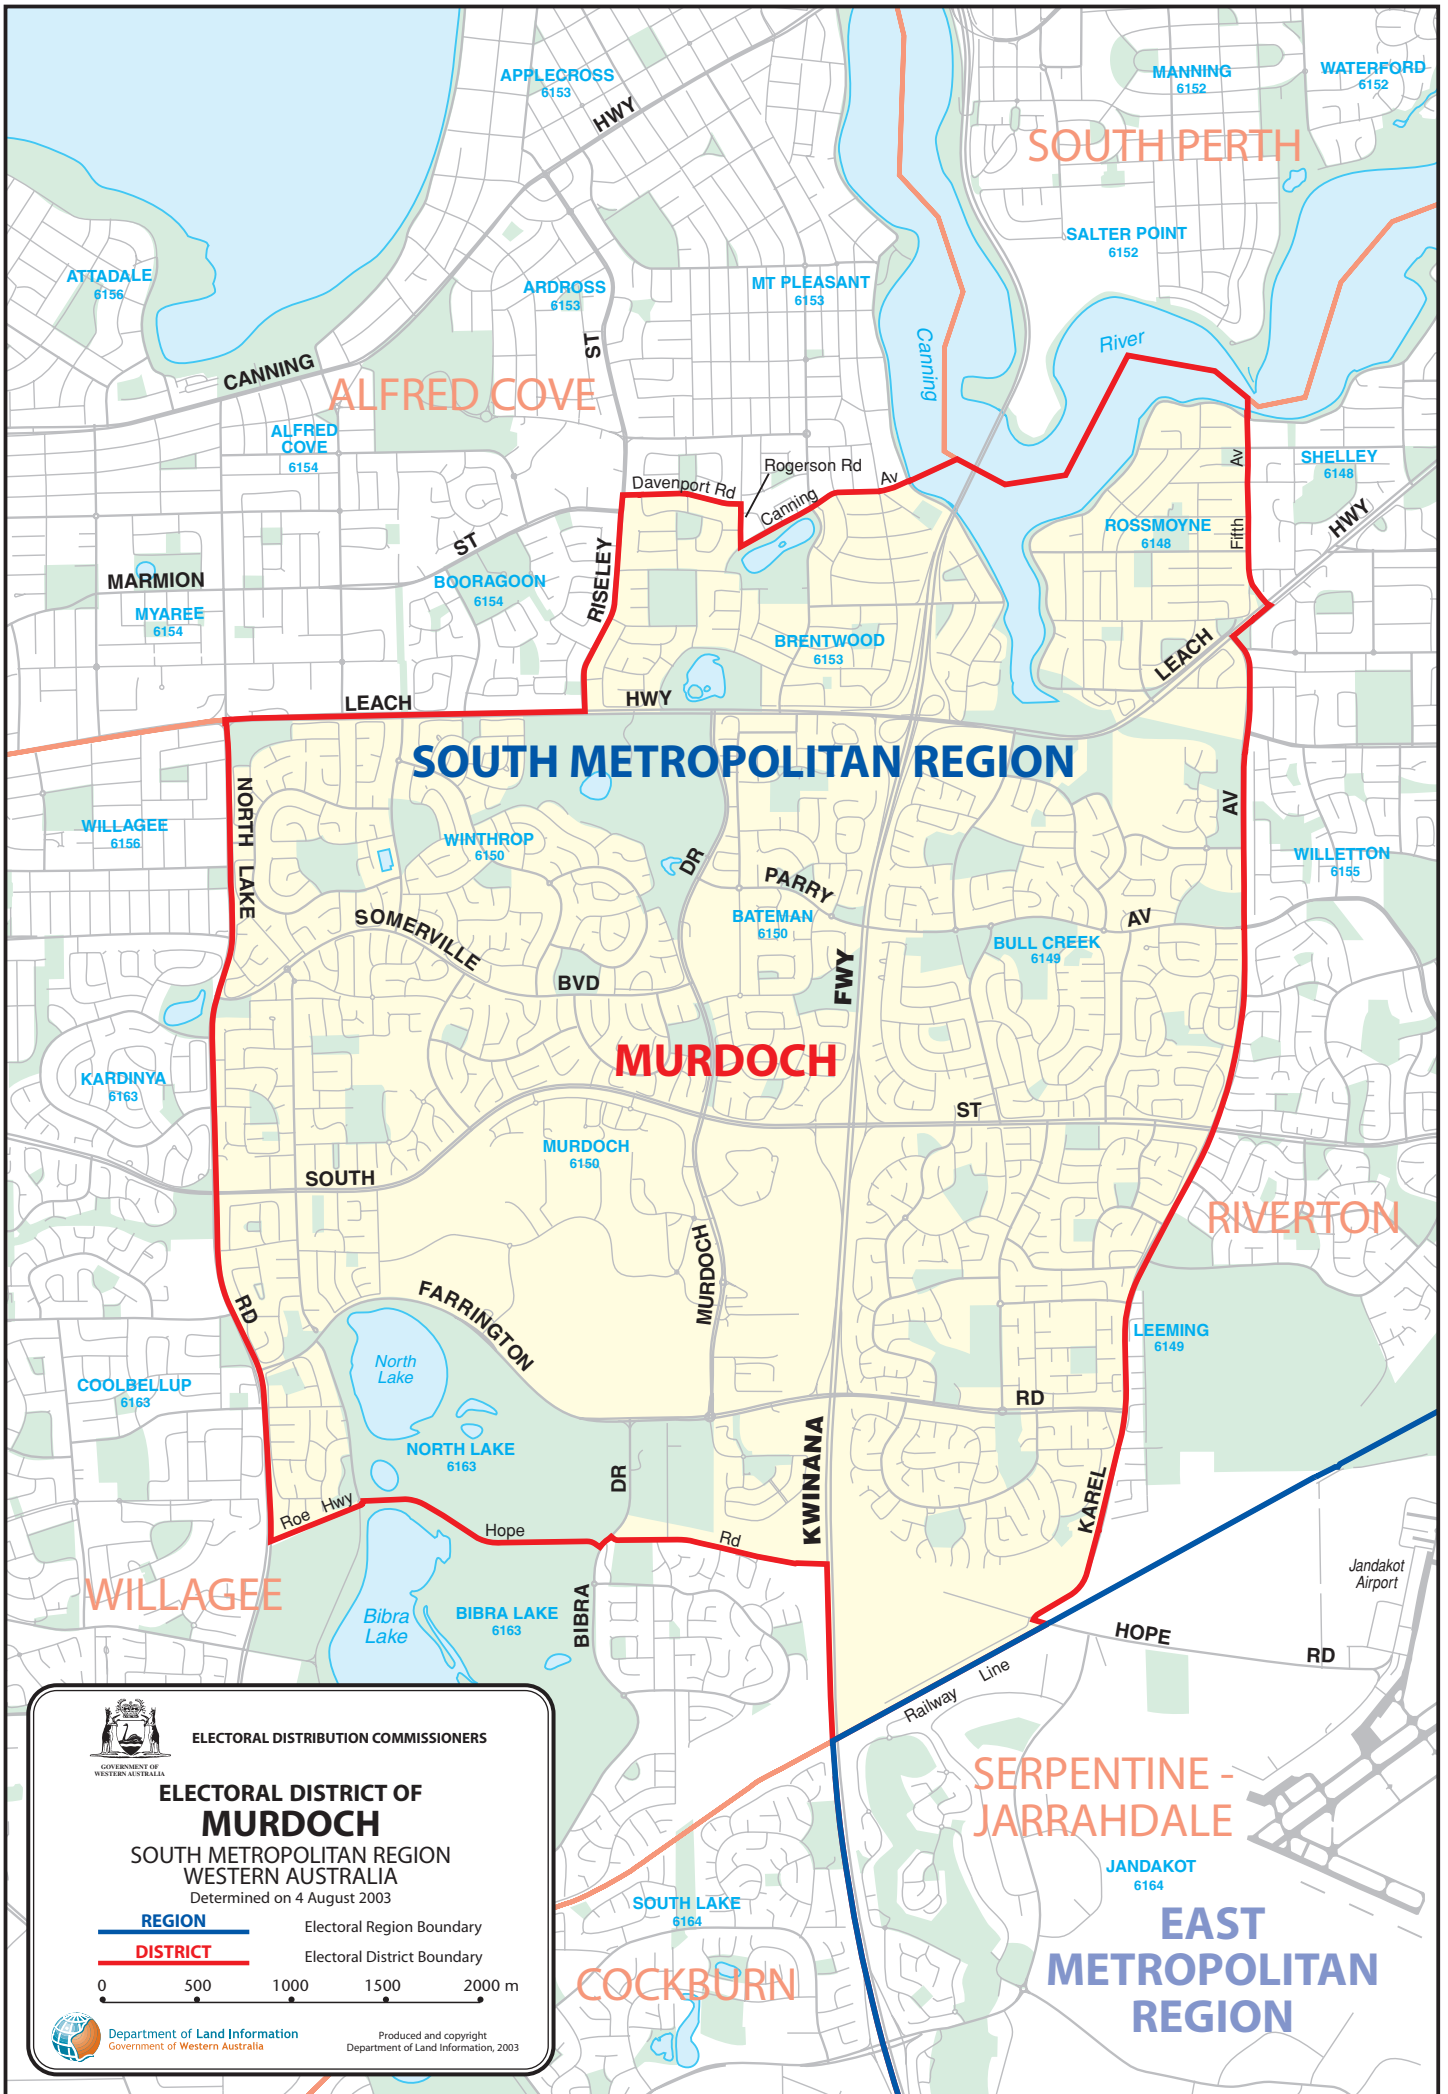 APPLECROSS
6153
HWY
MANNING
6152
WATERFORD
6152
SOUTH PERTH
SALTER POINT
6152
ATTADALE
6156
ARDROSS
6153
MT PLEASANT
6153
ST
Canning
River
CANNING
ALFRED COVE
ALFRED
COVE
6154
Rogerson Rd
Davenport Rd
Canning
Av
Av
SHELLEY
6148
HWY
ROSSMOYNE
6148
Fifth
ST
MARMION
MYAREE
6154
BOORAGOON
6154
RISELEY
BRENTWOOD
6153
LEACH
LEACH
HWY
SOUTH METROPOLITAN REGION
NORTH LAKE
WILLAGEE
6156
WINTHROP
6150
DR
PARRY
AV
WILLETTON
6155
BATEMAN
6150
AV
BULL CREEK
6149
SOMERVILLE
BVD
FWY
MURDOCH
KARDINYA
6163
ST
MURDOCH
6150
SOUTH
RIVERTON
MURDOCH
FARRINGTON
RD
North
Lake
LEEMING
6149
COOLBELLUP
6163
RD
NORTH LAKE
6163
DR
KWINANA
KAREL
Roe Hwy
Hope
Rd
WILLAGEE
Bibra
Lake
BIBRA LAKE
6163
BIBRA
Jandakot
Airport
HOPE
RD
Railway Line
SERPENTINE -
JARRAHDALE
JANDAKOT
6164
SOUTH LAKE
6164
COCKBURN
EAST
METROPOLITAN
REGION
GOVERNMENT OF
WESTERN AUSTRALIA
ELECTORAL DISTRIBUTION COMMISSIONERS
ELECTORAL DISTRICT OF
MURDOCH
SOUTH METROPOLITAN REGION
WESTERN AUSTRALIA
Determined on 4 August 2003
REGION
Electoral Region Boundary
DISTRICT
Electoral District Boundary
0 500 1000 1500 2000 m
Department of Land Information
Government of Western Australia
Produced and copyright
Department of Land Information, 2003